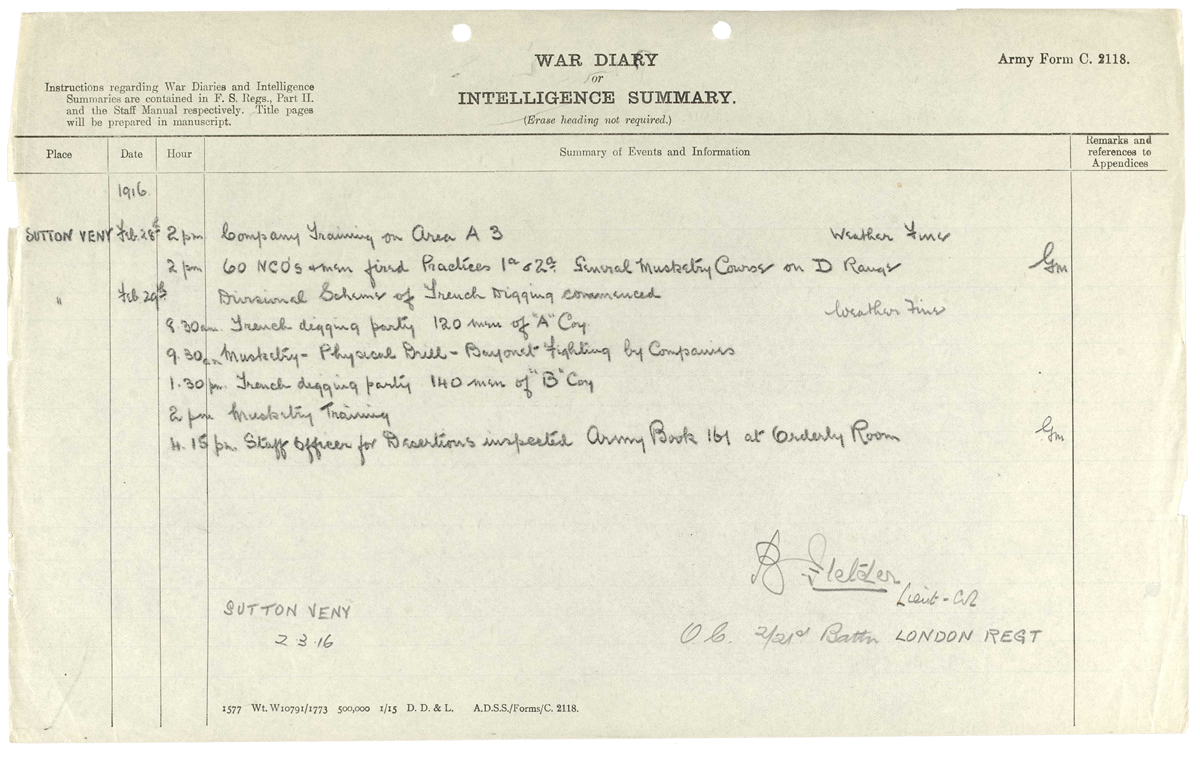 WAR DIARY
or
INTELLIGENCE SUMMARY.
(Erase heading not required.)
Army Form C. 2118.
Instructions regarding War Diaries and Intelligence
Summaries are contained in F. S. Regs., Part II.
and the Staff Manual respectively. Title pages
will be prepared in manuscript.
Place Date Hour Summary of Events and Information Remarks and references to Appendices
1916.
SUTTON VENY Feb. 28th 2 pm Company Training on Area A 3 Weather Fine
2 pm 60 NCOs & men fired Practices 1a & 2a General Musketry Course on D Range Gm
" Feb 29th Divisional Scheme of Trench Digging commenced
Weather Fine
8.30 am. Trench digging party 120 men of "A" Coy.
9.30 am Musketry - Physical Drill - Bayonet Fighting by Companies
1.30 pm. Trench digging party 140 men of "B" Coy
2 pm Musketry Training
4.15 pm. Staff Officer for Desertions inspected Army Book 161 at Orderly Room Gm
Fielder
Lieut-Col
SUTTON VENY
2 3 16
O.C. 2/21st Battn LONDON REGT
1577 Wt. W10791/1773 500,000 1/15 D. D. & L. A.D.S.S./Forms/C. 2118.